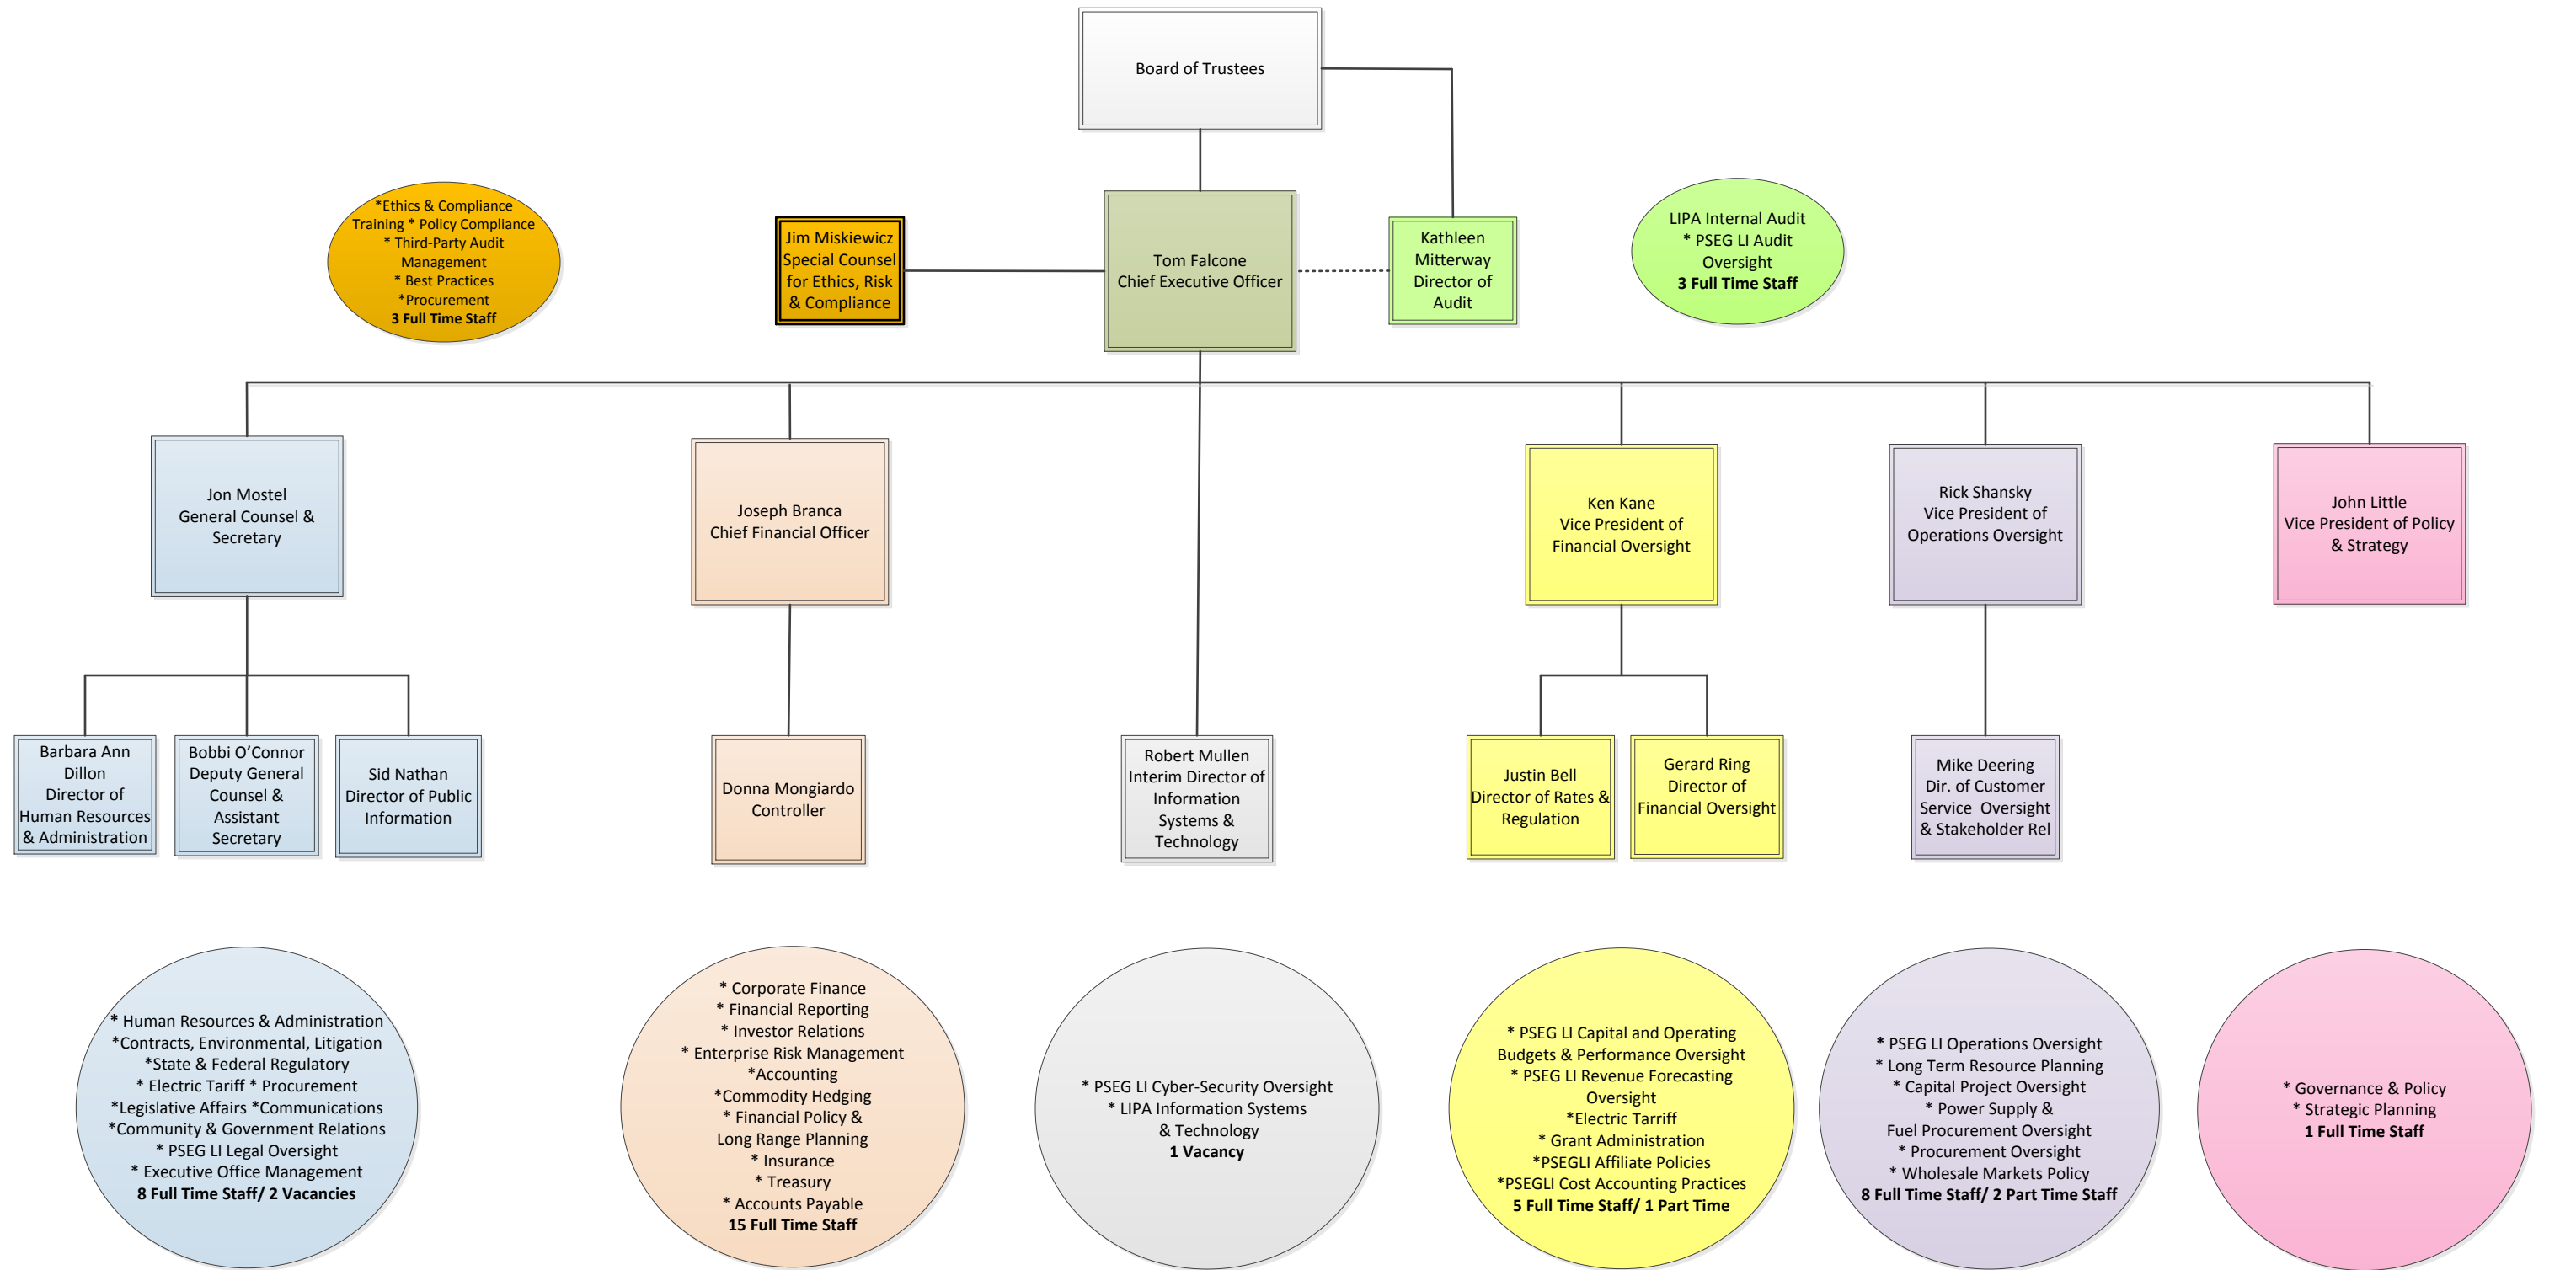 Board of Trustees
*Ethics & Compliance
Training * Policy Compliance
* Third-Party Audit
Management
* Best Practices
*Procurement
3 Full Time Staff
Jim Miskiewicz
Special Counsel
for Ethics, Risk
& Compliance
Tom Falcone
Chief Executive Officer
Kathleen
Mitterway
Director of
Audit
LIPA Internal Audit
* PSEG LI Audit
Oversight
3 Full Time Staff
Jon Mostel
General Counsel &
Secretary
Joseph Branca
Chief Financial Officer
Ken Kane
Vice President of
Financial Oversight
Rick Shansky
Vice President of
Operations Oversight
John Little
Vice President of Policy
& Strategy
Barbara Ann
Dillon
Director of
Human Resources
& Administration
Bobbi O’Connor
Deputy General
Counsel &
Assistant
Secretary
Sid Nathan
Director of Public
Information
Donna Mongiardo
Controller
Robert Mullen
Interim Director of
Information
Systems &
Technology
Justin Bell
Director of Rates &
Regulation
Gerard Ring
Director of
Financial Oversight
Mike Deering
Dir. of Customer
Service Oversight
& Stakeholder Rel
* Human Resources & Administration
*Contracts, Environmental, Litigation
*State & Federal Regulatory
* Electric Tariff * Procurement
*Legislative Affairs *Communications
*Community & Government Relations
* PSEG LI Legal Oversight
* Executive Office Management
8 Full Time Staff/ 2 Vacancies
* Corporate Finance
* Financial Reporting
* Investor Relations
* Enterprise Risk Management
*Accounting
*Commodity Hedging
* Financial Policy &
Long Range Planning
* Insurance
* Treasury
* Accounts Payable
15 Full Time Staff
* PSEG LI Cyber-Security Oversight
* LIPA Information Systems
& Technology
1 Vacancy
* PSEG LI Capital and Operating
Budgets & Performance Oversight
* PSEG LI Revenue Forecasting
Oversight
*Electric Tarriff
* Grant Administration
*PSEGLI Affiliate Policies
*PSEGLI Cost Accounting Practices
5 Full Time Staff/ 1 Part Time
* PSEG LI Operations Oversight
* Long Term Resource Planning
* Capital Project Oversight
* Power Supply &
Fuel Procurement Oversight
* Procurement Oversight
* Wholesale Markets Policy
8 Full Time Staff/ 2 Part Time Staff
* Governance & Policy
* Strategic Planning
1 Full Time Staff